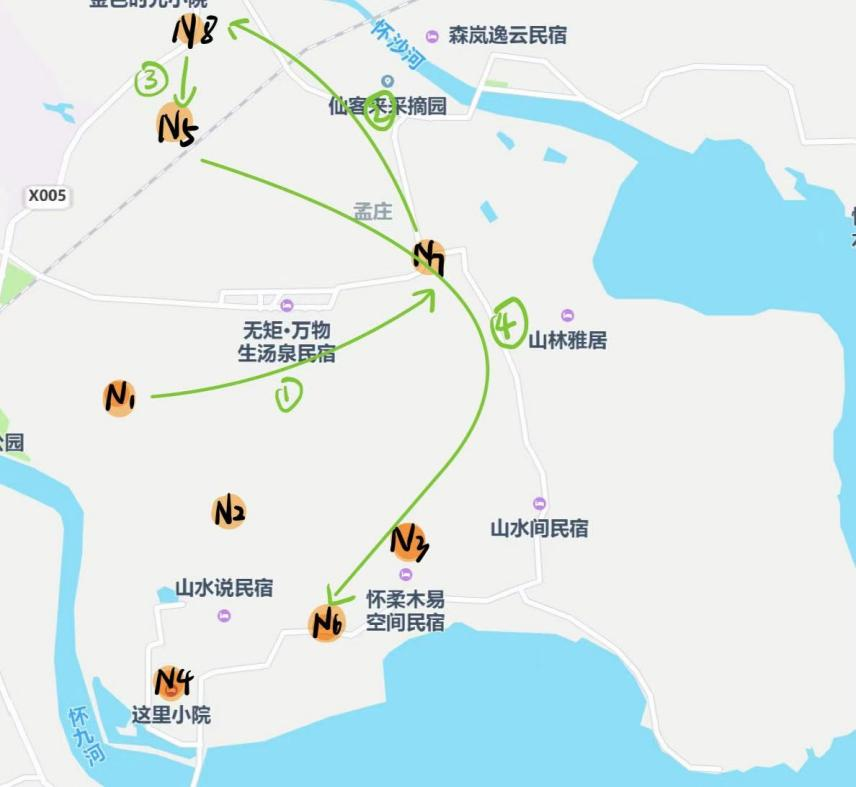 N8
怀沙河
森岚逸云民宿
③
仙客来采摘园
②
N5
X005
孟庄
N7
无矩·万物
生汤泉民宿
④
山林雅居
N1
①
公园
N2
N3
山水间民宿
山水说民宿
怀柔木易
空间民宿
N6
N4
这里小院
怀九河